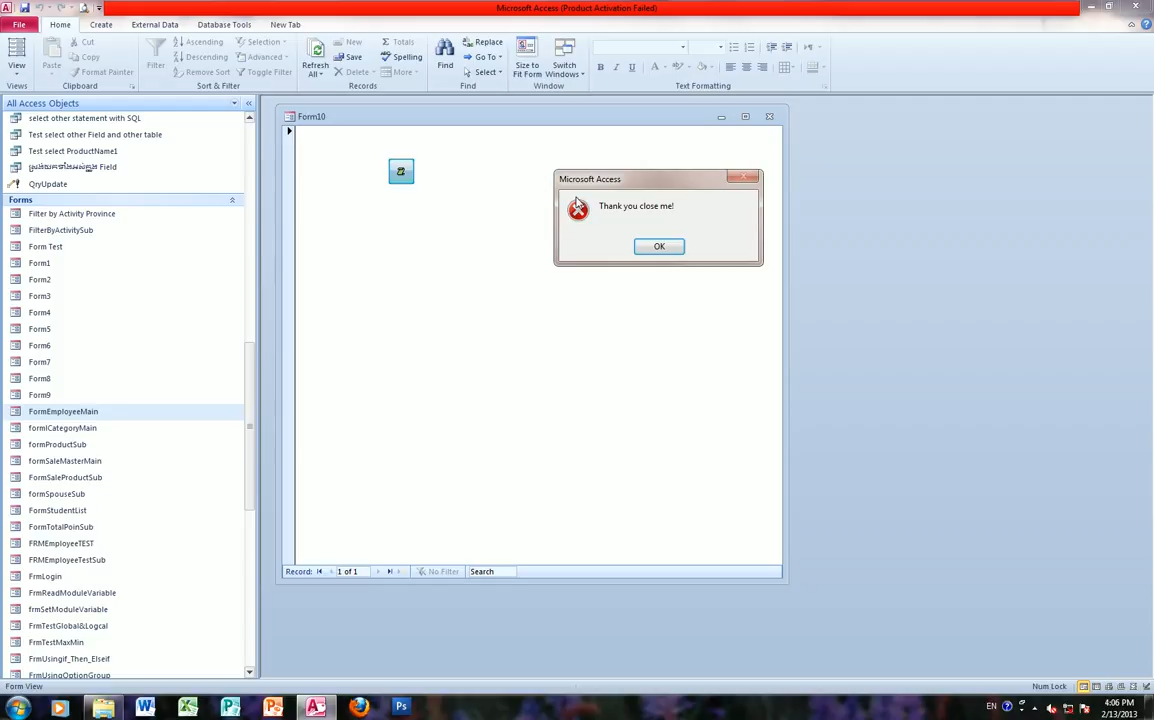 Microsoft Access (Product Activation Failed)
File Home Create External Data Database Tools New Tab
View
Views
Paste
Cut
Copy
Format Painter
Clipboard
Filter
Ascending
Descending
Remove Sort
Selection
Advanced
Toggle Filter
Sort & Filter
Refresh All
New
Save
Delete
Totals
Spelling
More
Records
Find
Replace
Go To
Select
Find
Size to Fit Form
Switch Windows
Window
B I U
A
Text Formatting
All Access Objects
select other statement with SQL
Test select other Field and other table
Test select ProductName1
Field
QryUpdate
Forms
Filter by Activity Province
FilterByActivitySub
Form Test
Form1
Form2
Form3
Form4
Form5
Form6
Form7
Form8
Form9
FormEmployeeMain
formlCategoryMain
formProductSub
formSaleMasterMain
FormSaleProductSub
formSpouseSub
FormStudentList
FormTotalPoinSub
FRMEmployeeTEST
FRMEmployeeTestSub
FrmLogin
FrmReadModuleVariable
frmSetModuleVariable
FrmTestGlobal&Logcal
FrmTestMaxMin
FrmUsingif_Then_Elseif
FrmUsingOptionGroup
Form10
Microsoft Access
Thank you close me!
OK
Record: 1 of 1 No Filter Search
Form View
Num Lock
EN
4:06 PM
2/13/2013